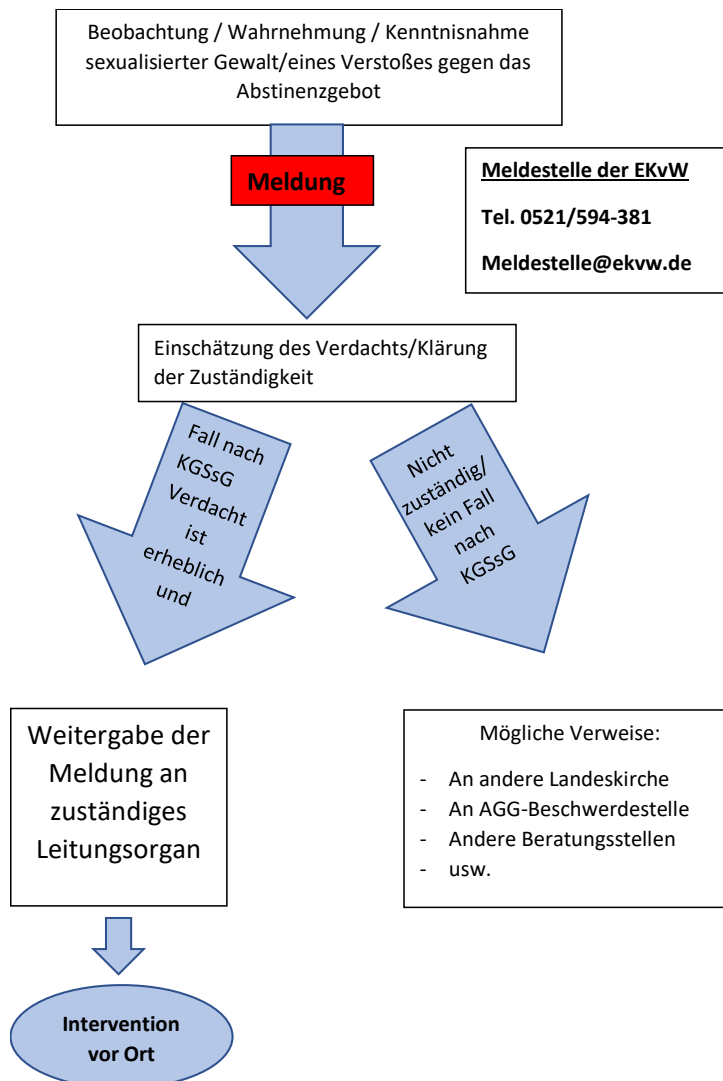 Beobachtung / Wahrnehmung / Kenntnisnahme
sexualisierter Gewalt/eines Verstoßes gegen das
Abstinenzgebot
Meldung
Meldestelle der EKvW
Tel. 0521/594-381
Meldestelle@ekvw.de
Einschätzung des Verdachts/Klärung
der Zuständigkeit
Fall nach
KGSsG
Verdacht
ist
erheblich
und
Nicht
zuständig/
kein Fall
nach
KGSsG
Weitergabe der
Meldung an
zuständiges
Leitungsorgan
Mögliche Verweise:
- An andere Landeskirche
- An AGG-Beschwerdestelle
- Andere Beratungsstellen
- usw.
Intervention
vor Ort